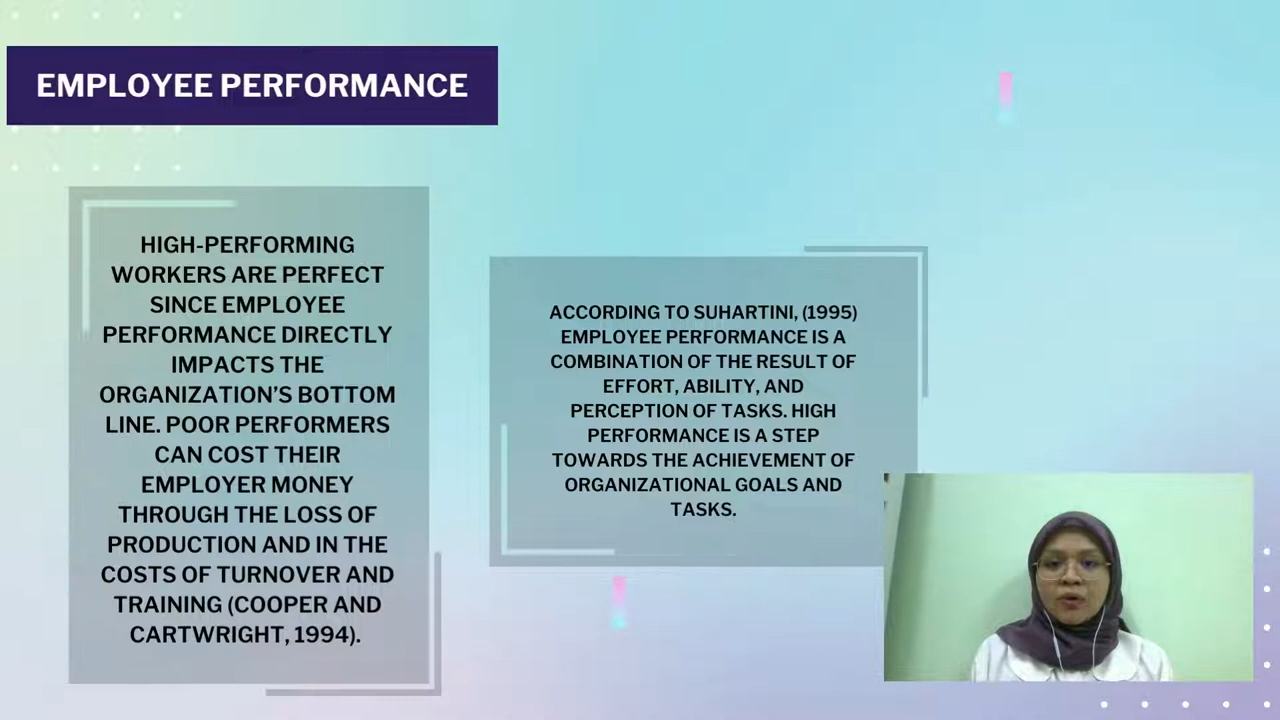 EMPLOYEE PERFORMANCE
HIGH-PERFORMING
WORKERS ARE PERFECT
SINCE EMPLOYEE
PERFORMANCE DIRECTLY
IMPACTS THE
ORGANIZATION'S BOTTOM
LINE. POOR PERFORMERS
CAN COST THEIR
EMPLOYER MONEY
THROUGH THE LOSS OF
PRODUCTION AND IN THE
COSTS OF TURNOVER AND
TRAINING (COOPER AND
CARTWRIGHT, 1994).
ACCORDING TO SUHARTINI, (1995)
EMPLOYEE PERFORMANCE IS A
COMBINATION OF THE RESULT OF
EFFORT, ABILITY, AND
PERCEPTION OF TASKS. HIGH
PERFORMANCE IS A STEP
TOWARDS THE ACHIEVEMENT OF
ORGANIZATIONAL GOALS AND
TASKS.